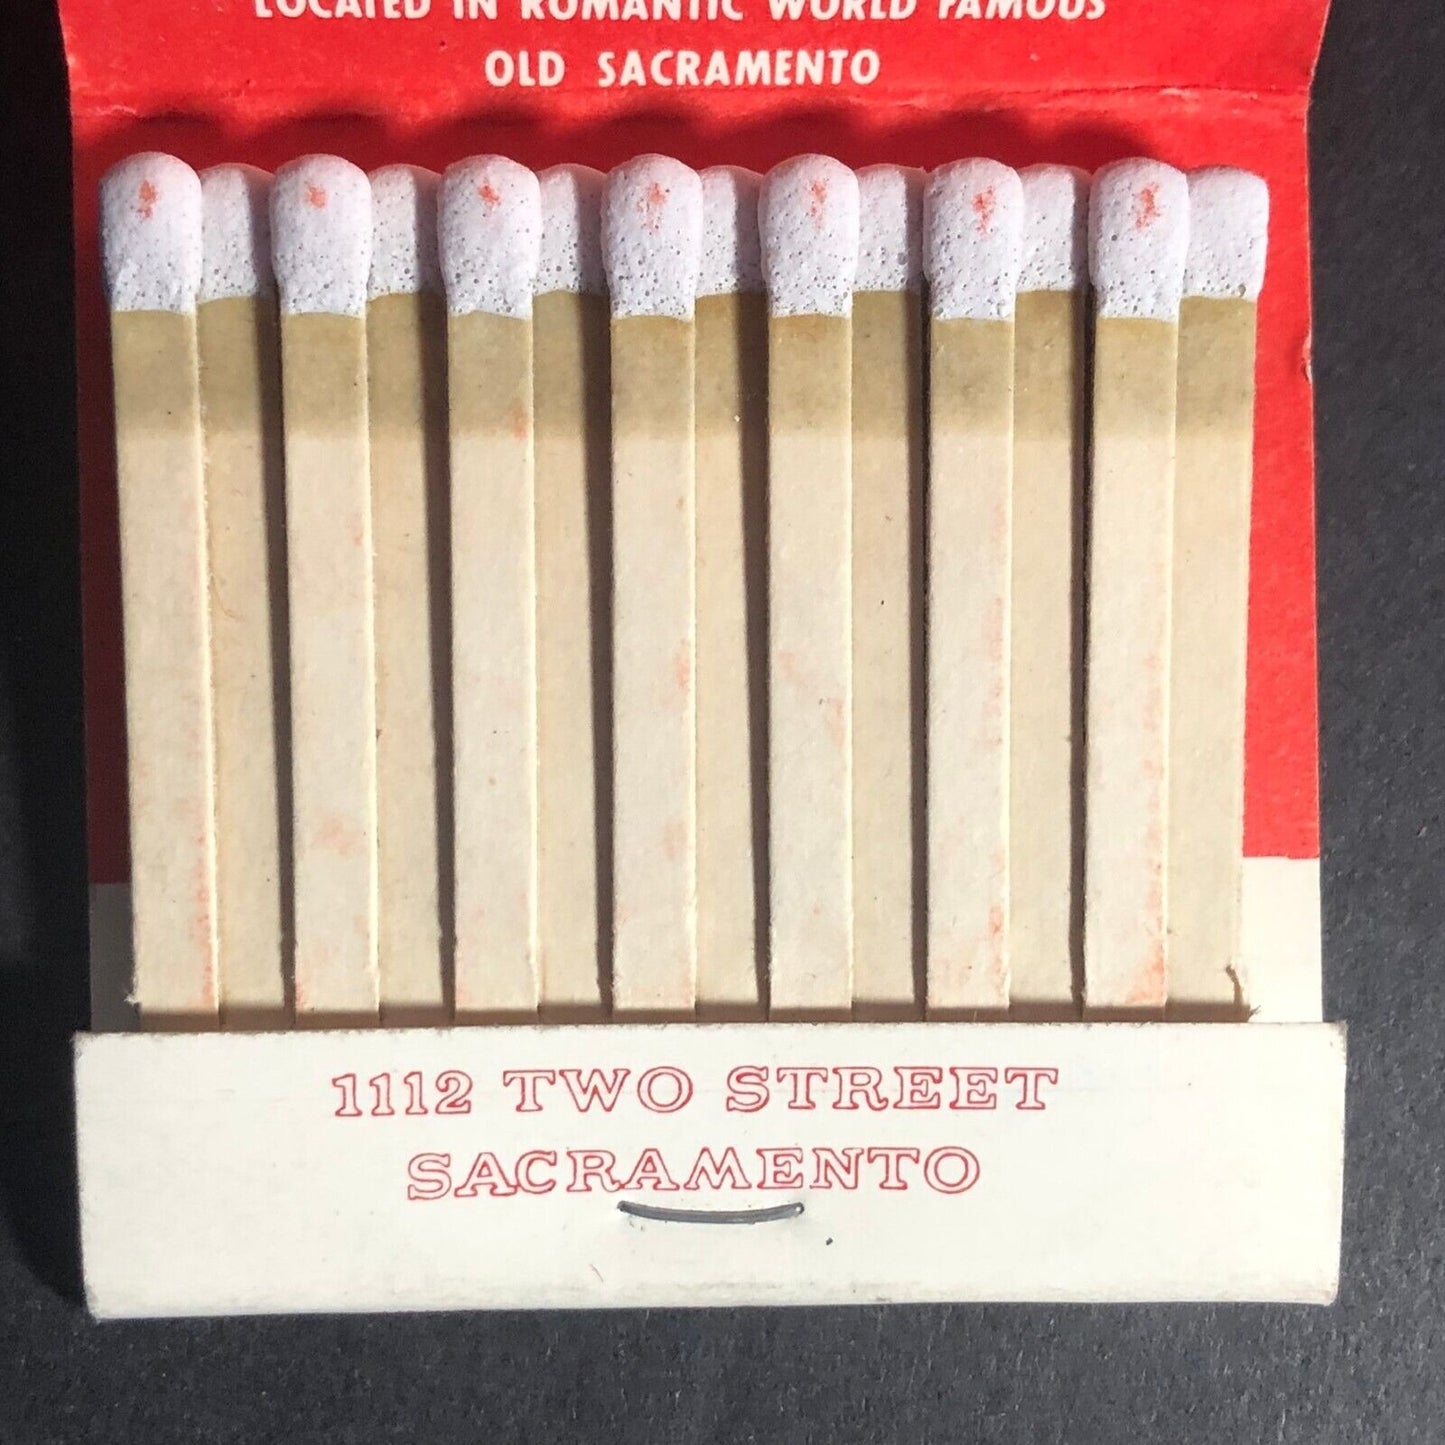 LOCATED IN ROMANTIC WORLD FAMOUS
OLD SACRAMENTO
1112 TWO STREET
SACRAMENTO